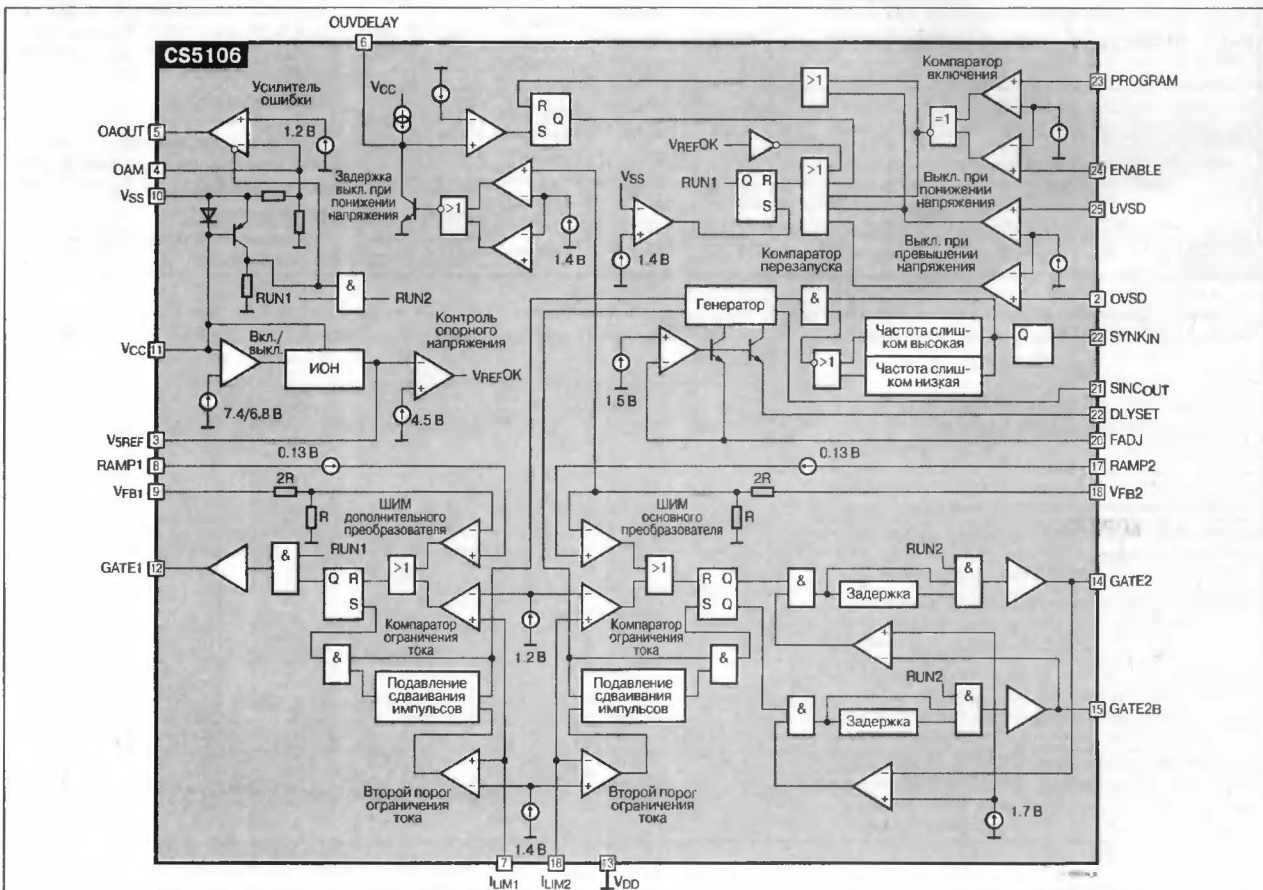 OUVDELAY
6
CS5106
Усилитель
ошибки
VCC
1.2 В
OAOUT 5
OAM 4
VSS 10
Задержка
выкл. при
понижении
напряжения
>1
1.4 В
R
S
Q
>1
VREFOK
VSS
RUN1
Q R
S
>1
1.4 В
Компаратор
перезапуска
Компаратор
включения
=1
23 PROGRAM
24 ENABLE
Выкл. при
понижении
напряжения
25 UVSD
Выкл. при
превышении
напряжения
2 OVSD
RUN1
&
RUN2
VCC 11
Вкл./
выкл.
ИОН
Контроль
опорного
напряжения
VREFOK
7.4/6.8 В
4.5 В
V5REF 3
Генератор
&
>1
Частота слиш-
ком высокая
Частота слиш-
ком низкая
Q
22 SYNKIN
21 SINCOUT
22 DLYSET
20 FADJ
1.5 В
RAMP1 8
0.13 В
0.13 В
17 RAMP2
VFB1 9
2R
R
2R
R
18 VFB2
ШИМ
дополнительного
преобразователя
ШИМ
основного
преобразователя
GATE1 12
&
RUN1
Q R
S
>1
>1
R Q
S Q
&
Задержка
RUN2
&
14 GATE2
Компаратор
ограничения
тока
1.2 В
Компаратор
ограничения
тока
&
Подавление
сдваивания
импульсов
Подавление
сдваивания
импульсов
&
&
Задержка
RUN2
&
15 GATE2B
Второй порог
ограничения
тока
1.4 В
Второй порог
ограничения
тока
1.7 В
7
ILIM1
18
ILIM2
13
VDD